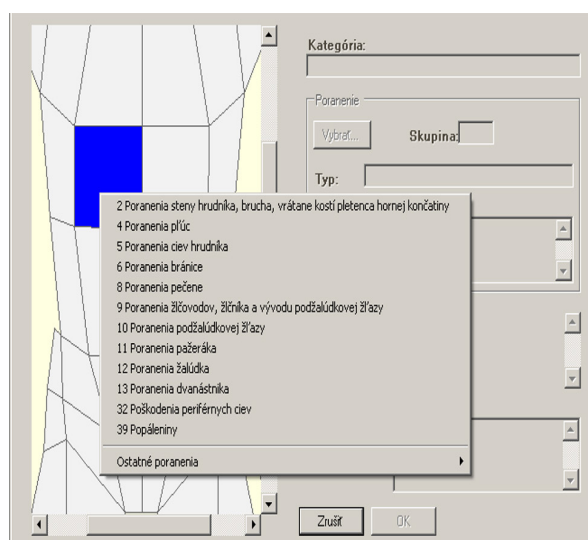 Kategória:
Poranenie
Vybrať...
Skupina:
Typ:
2 Poranenia steny hrudníka, brucha, vrátane kostí pletenca hornej končatiny
4 Poranenia pľúc
5 Poranenia ciev hrudníka
6 Poranenia bránice
8 Poranenia pečene
9 Poranenia žlčovodov, žlčníka a vývodu podžalúdkovej žľazy
10 Poranenia podžalúdkovej žľazy
11 Poranenia pažeráka
12 Poranenia žalúdka
13 Poranenia dvanástnika
32 Poškodenia periférnych ciev
39 Popáleniny
Ostatné poranenia
Zrušiť
OK